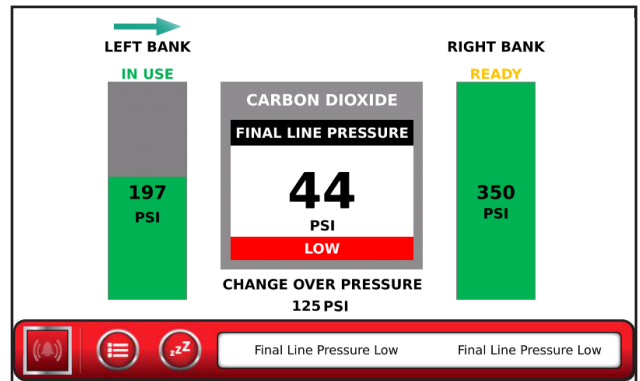 LEFT BANK
IN USE
197
PSI
CARBON DIOXIDE
FINAL LINE PRESSURE
44
PSI
LOW
CHANGE OVER PRESSURE
125 PSI
RIGHT BANK
READY
350
PSI
zzZ
Final Line Pressure Low Final Line Pressure Low